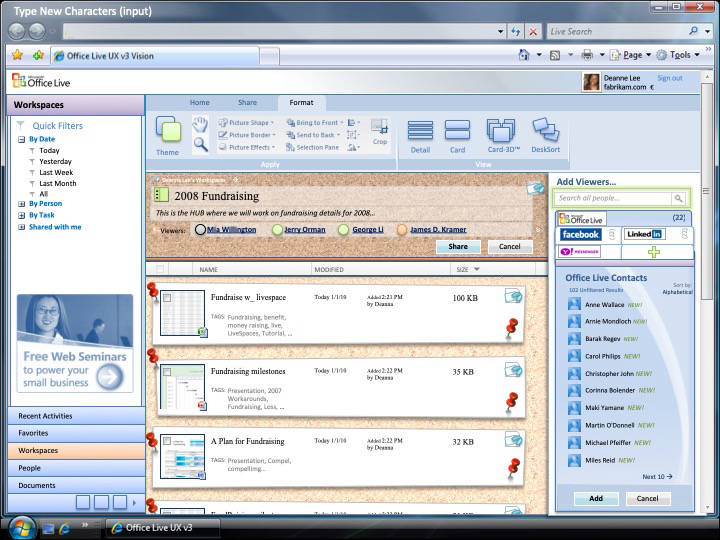 Type New Characters (input)
Live Search
Office Live UX v3 Vision
Page
Tools
Office Live
Deanne Lee
fabrikam.com €
Sign out
Workspaces
Quick Filters
By Date
Today
Yesterday
Last Week
Last Month
All
By Person
By Task
Shared with me
Free Web Seminars
to power your
small business
Recent Activities
Favorites
Workspaces
People
Documents
Home
Share
Format
Theme
Picture Shape
Picture Border
Picture Effects
Bring to Front
Send to Back
Selection Pane
Crop
Apply
Detail
Card
Card-3D™
DeskSort
View
Deanne Lee's Workspaces
2008 Fundraising
This is the HUB where we will work on fundraising details for 2008...
Viewers:
Mia Willington
Jerry Orman
George Li
James D. Kramer
Share
Cancel
NAME
MODIFIED
SIZE
Fundraise w_ livespace
Today 1/1/10
Added 2:21 PM
by Deanna
100 KB
TAGS: Fundraising, benefit,
money raising, live,
LiveSpaces, Tutorial, ...
Fundraising milestones
Today 1/1/10
Added 2:22 PM
by Deanna
35 KB
TAGS: Presentation, 2007
Workarounds,
Fundraising, Loss, ...
A Plan for Fundraising
Today 1/1/10
Added 2:22 PM
by Deanna
32 KB
TAGS: Presentation, Compel,
compelling...
Add Viewers...
Search all people...
Office Live
(22)
facebook
LinkedIn
Y! MESSENGER
Office Live Contacts
102 Unfiltered Results
Sort by:
Alphabetical
Anne Wallace NEW!
Arnie Mondloch NEW!
Barak Regev NEW!
Carol Philips NEW!
Christopher John NEW!
Corinna Bolender NEW!
Maki Yamane NEW!
Martin O'Donnell NEW!
Michael Pfeiffer NEW!
Miles Reid NEW!
Next 10
Add
Cancel
Office Live UX v3